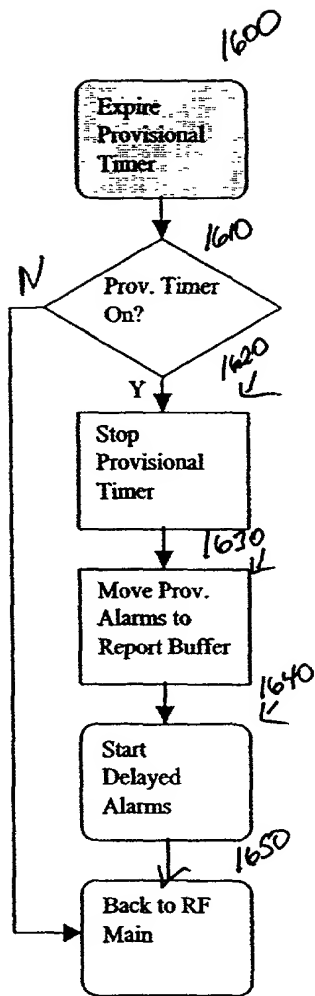 1600
Expire
Provisional
Timer
1610
N
Prov. Timer
On?
1620
Y
Stop
Provisional
Timer
1630
Move Prov.
Alarms to
Report Buffer
1640
Start
Delayed
Alarms
1650
Back to RF
Main